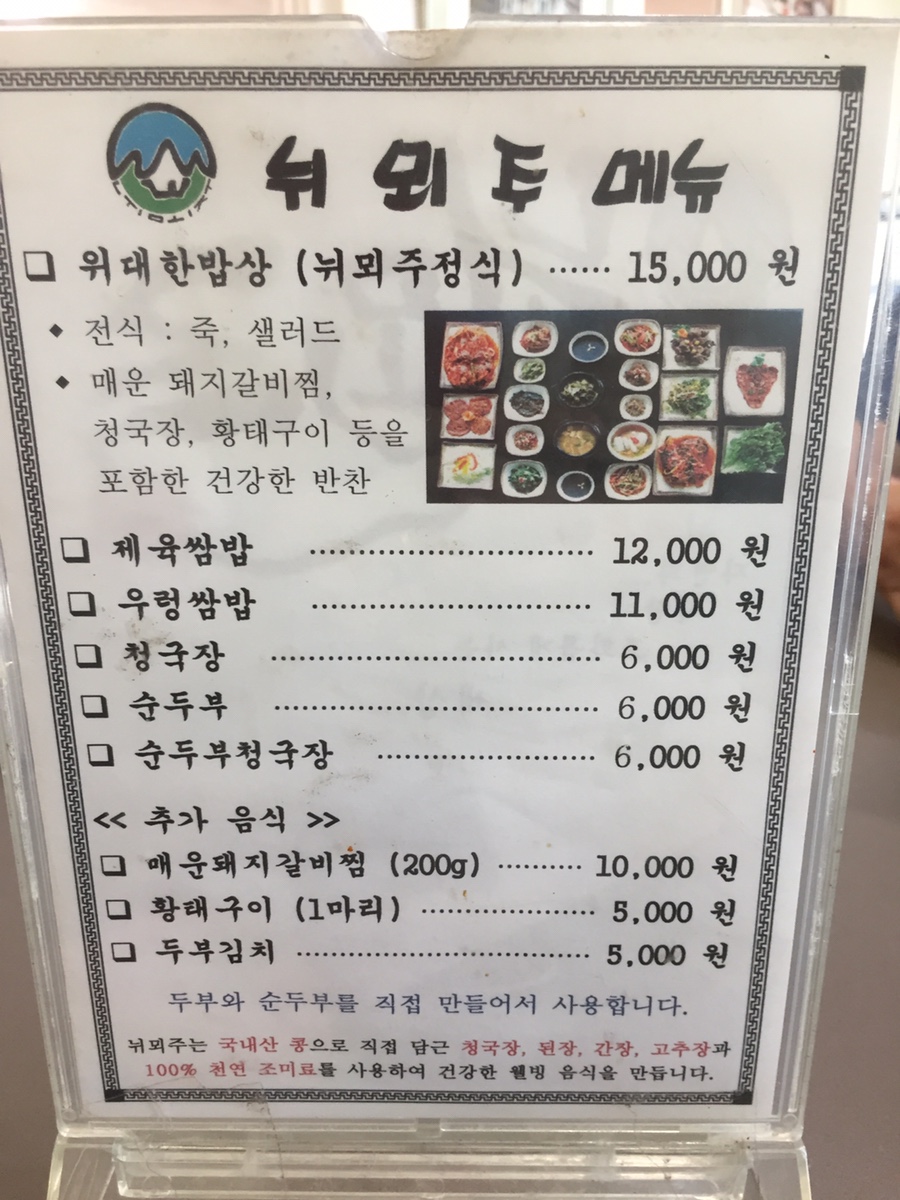 뉘 뫼 두 메뉴
❏ 위대한밥상 (뉘뫼주정식) ...... 15,000 원
◆ 전식 : 죽, 샐러드
◆ 매운 돼지갈비찜,
청국장, 황태구이 등을
포함한 건강한 반찬
❏ 제육쌈밥 .............................. 12,000 원
❏ 우렁쌈밥 .............................. 11,000 원
❏ 청국장 .................................. 6,000 원
❏ 순두부 .................................. 6,000 원
❏ 순두부청국장 ........................ 6,000 원
<< 추가 음식 >>
❏ 매운돼지갈비찜 (200g) ......... 10,000 원
❏ 황태구이 (1마리) .................. 5,000 원
❏ 두부김치 .............................. 5,000 원
두부와 순두부를 직접 만들어서 사용합니다.
뉘뫼주는 국내산 콩으로 직접 담근 청국장, 된장, 간장, 고추장과
100% 천연 조미료를 사용하여 건강한 웰빙 음식을 만듭니다.